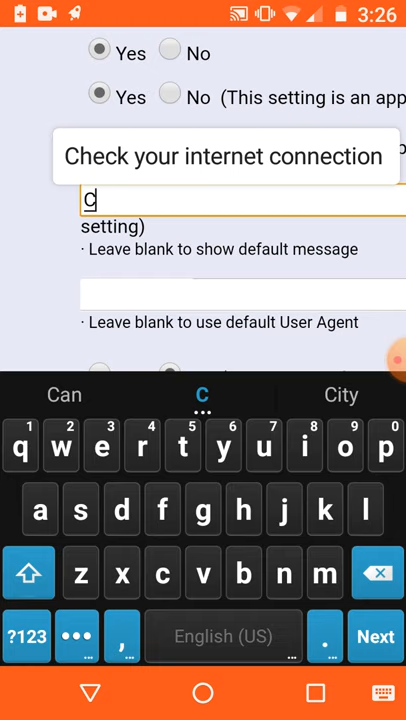 3:26
Yes No
Yes No (This setting is an app
Check your internet connection
C
setting)
· Leave blank to show default message
· Leave blank to use default User Agent
Can C City
1 2 3 4 5 6 7 8 9 0
q w e r t y u i o p
a s d f g h j k l
z x c v b n m
?123 , English (US) . Next